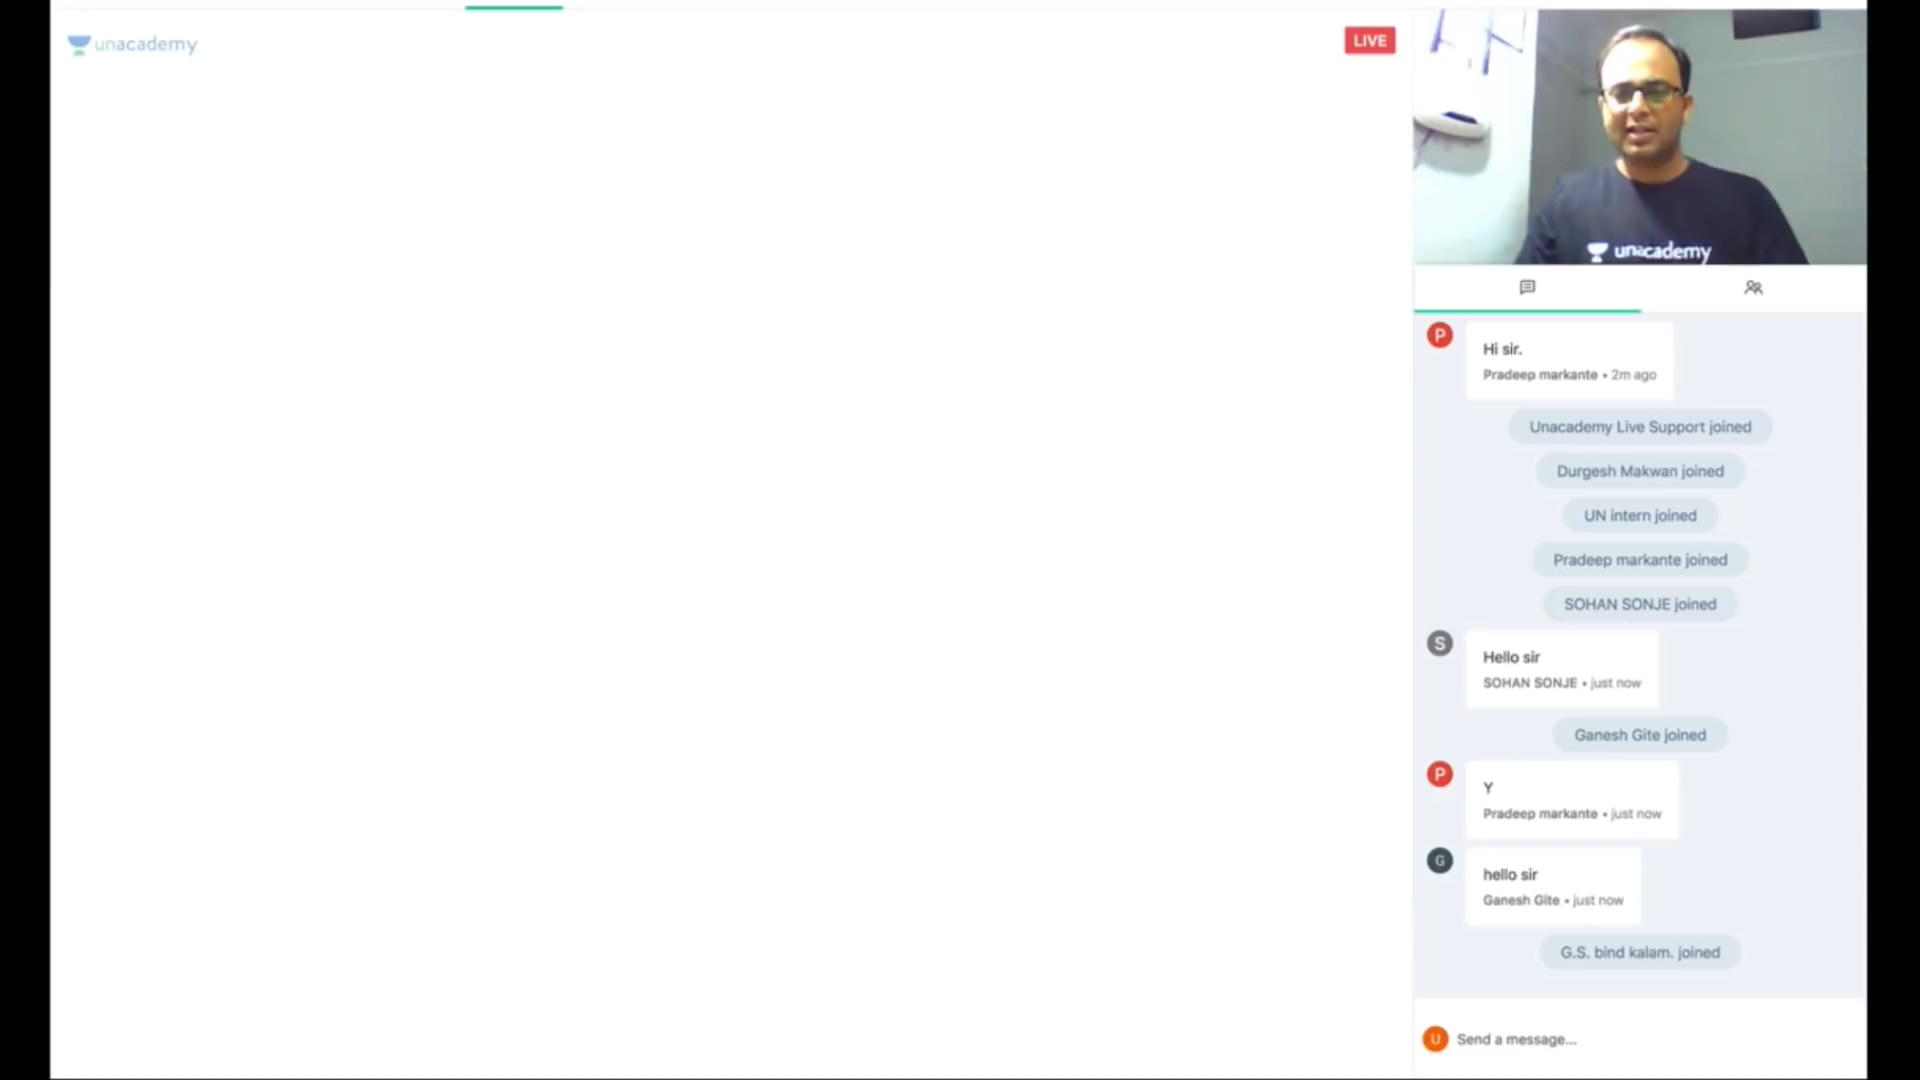 unacademy
LIVE
unacademy
Hi sir.
Pradeep markante • 2m ago
Unacademy Live Support joined
Durgesh Makwan joined
UN intern joined
Pradeep markante joined
SOHAN SONJE joined
S
Hello sir
SOHAN SONJE • just now
Ganesh Gite joined
P
Y
Pradeep markante • just now
G
hello sir
Ganesh Gite • just now
G.S. bind kalam. joined
U
Send a message...